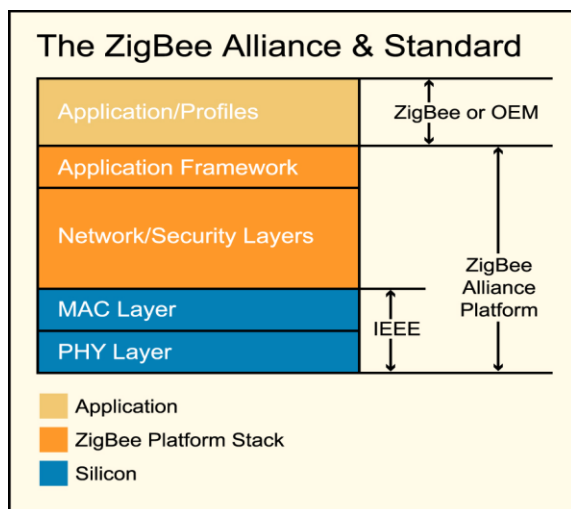 The ZigBee Alliance & Standard
Application/Profiles
ZigBee or OEM
Application Framework
Network/Security Layers
ZigBee
Alliance
Platform
MAC Layer
IEEE
PHY Layer
Application
ZigBee Platform Stack
Silicon